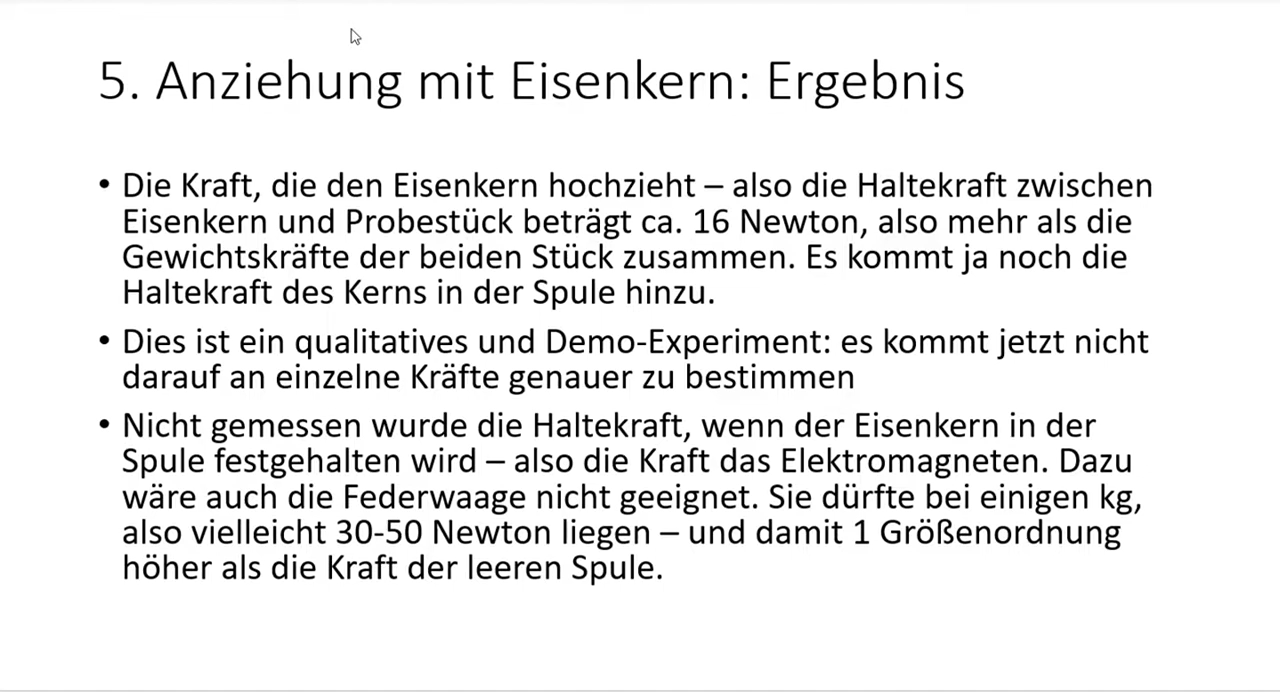 5. Anziehung mit Eisenkern: Ergebnis
• Die Kraft, die den Eisenkern hochzieht – also die Haltekraft zwischen
Eisenkern und Probestück beträgt ca. 16 Newton, also mehr als die
Gewichtskräfte der beiden Stück zusammen. Es kommt ja noch die
Haltekraft des Kerns in der Spule hinzu.
• Dies ist ein qualitatives und Demo-Experiment: es kommt jetzt nicht
darauf an einzelne Kräfte genauer zu bestimmen
• Nicht gemessen wurde die Haltekraft, wenn der Eisenkern in der
Spule festgehalten wird – also die Kraft das Elektromagneten. Dazu
wäre auch die Federwaage nicht geeignet. Sie dürfte bei einigen kg,
also vielleicht 30-50 Newton liegen – und damit 1 Größenordnung
höher als die Kraft der leeren Spule.